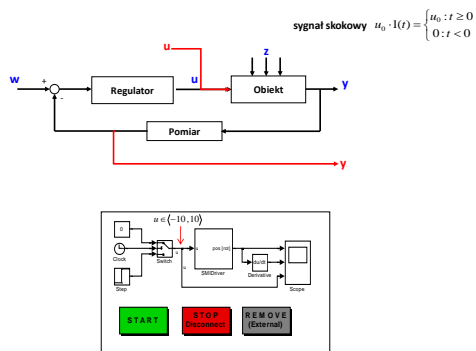 sygnał skokowy u₀ · 1(t) = { u₀ : t ≥ 0
0 : t < 0
z
u
w + - Regulator u Obiekt y
Pomiar
y
u ∈ ⟨−10,10⟩
0
Clock
Switch
Step
u
u
u
pos [rot]
SMIDriver
du/dt
Derivative
Scope
START
STOP
Disconnect
REMOVE
(External)